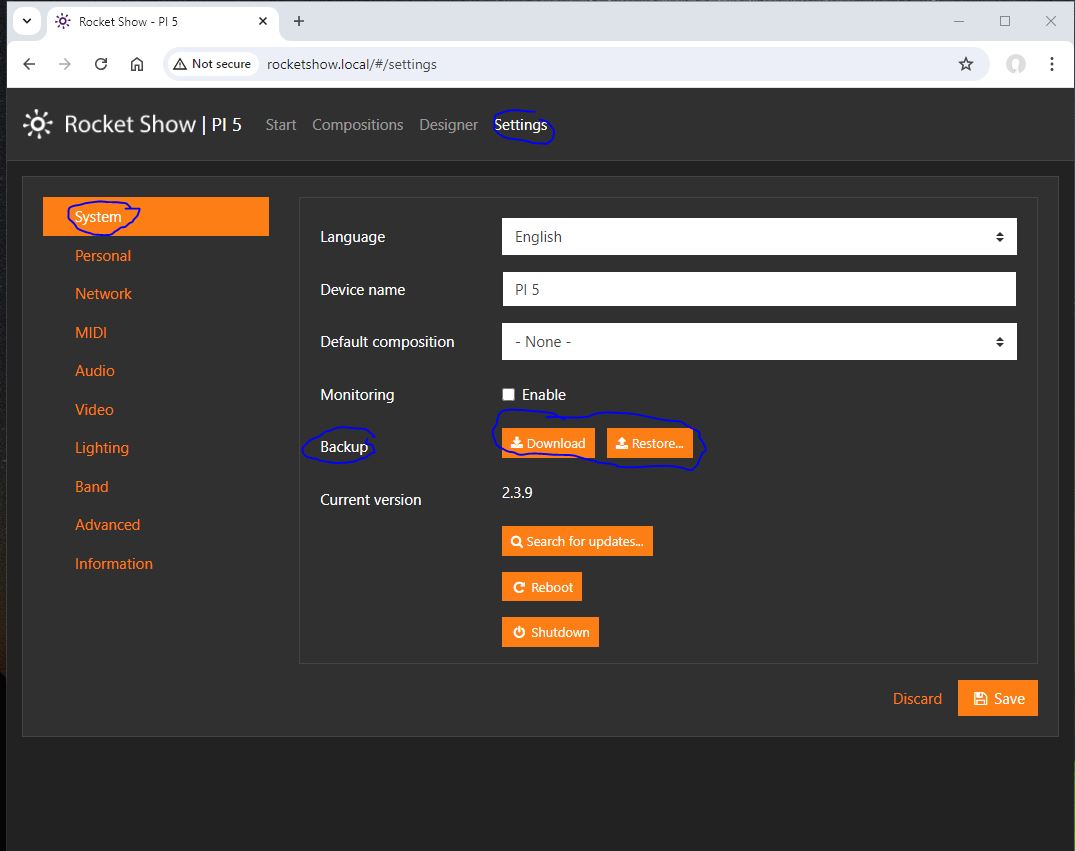 Rocket Show - PI 5
Not secure rocketshow.local/#/settings
Rocket Show | PI 5 Start Compositions Designer Settings
System
Personal
Network
MIDI
Audio
Video
Lighting
Band
Advanced
Information
Language English
Device name PI 5
Default composition - None -
Monitoring Enable
Backup Download Restore...
Current version 2.3.9
Search for updates...
Reboot
Shutdown
Discard Save